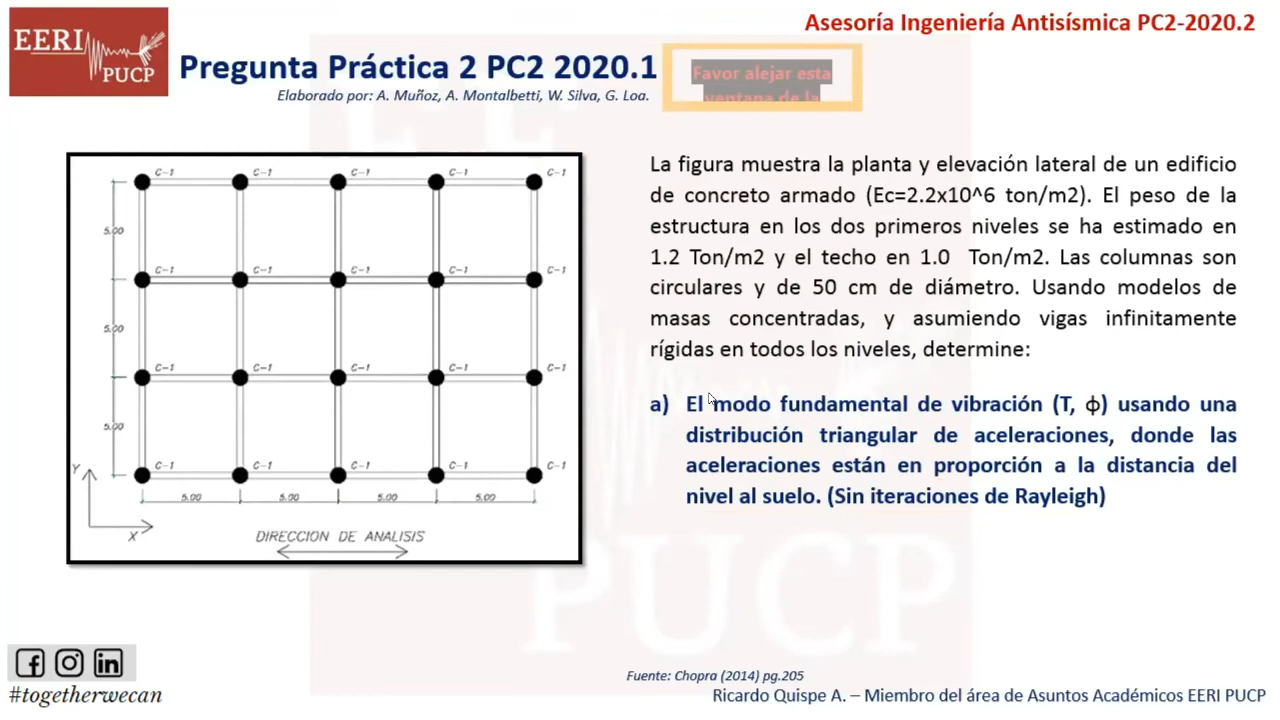 Asesoría Ingeniería Antisísmica PC2-2020.2
EERI
PUCP
Pregunta Práctica 2 PC2 2020.1
Elaborado por: A. Muñoz, A. Montalbetti, W. Silva, G. Loa.
Favor alejar esta
ventana de la
C-1 C-1 C-1 C-1 C-1
5.00
C-1 C-1 C-1 C-1 C-1
5.00
C-1 C-1 C-1 C-1 C-1
5.00
C-1 C-1 C-1 C-1 C-1
Y
5.00 5.00 5.00 5.00
X
DIRECCION DE ANALISIS
La figura muestra la planta y elevación lateral de un edificio
de concreto armado (Ec=2.2x10^6 ton/m2). El peso de la
estructura en los dos primeros niveles se ha estimado en
1.2 Ton/m2 y el techo en 1.0 Ton/m2. Las columnas son
circulares y de 50 cm de diámetro. Usando modelos de
masas concentradas, y asumiendo vigas infinitamente
rígidas en todos los niveles, determine:
a) El modo fundamental de vibración (T, ϕ) usando una
distribución triangular de aceleraciones, donde las
aceleraciones están en proporción a la distancia del
nivel al suelo. (Sin iteraciones de Rayleigh)
PUCP
#togetherwecan
Fuente: Chopra (2014) pg.205
Ricardo Quispe A. – Miembro del área de Asuntos Académicos EERI PUCP